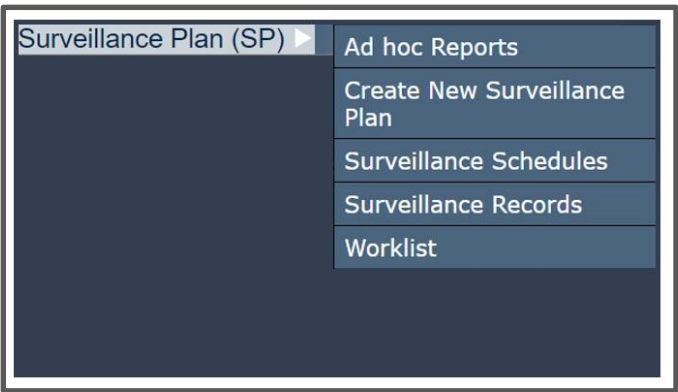 Surveillance Plan (SP)
Ad hoc Reports
Create New Surveillance
Plan
Surveillance Schedules
Surveillance Records
Worklist